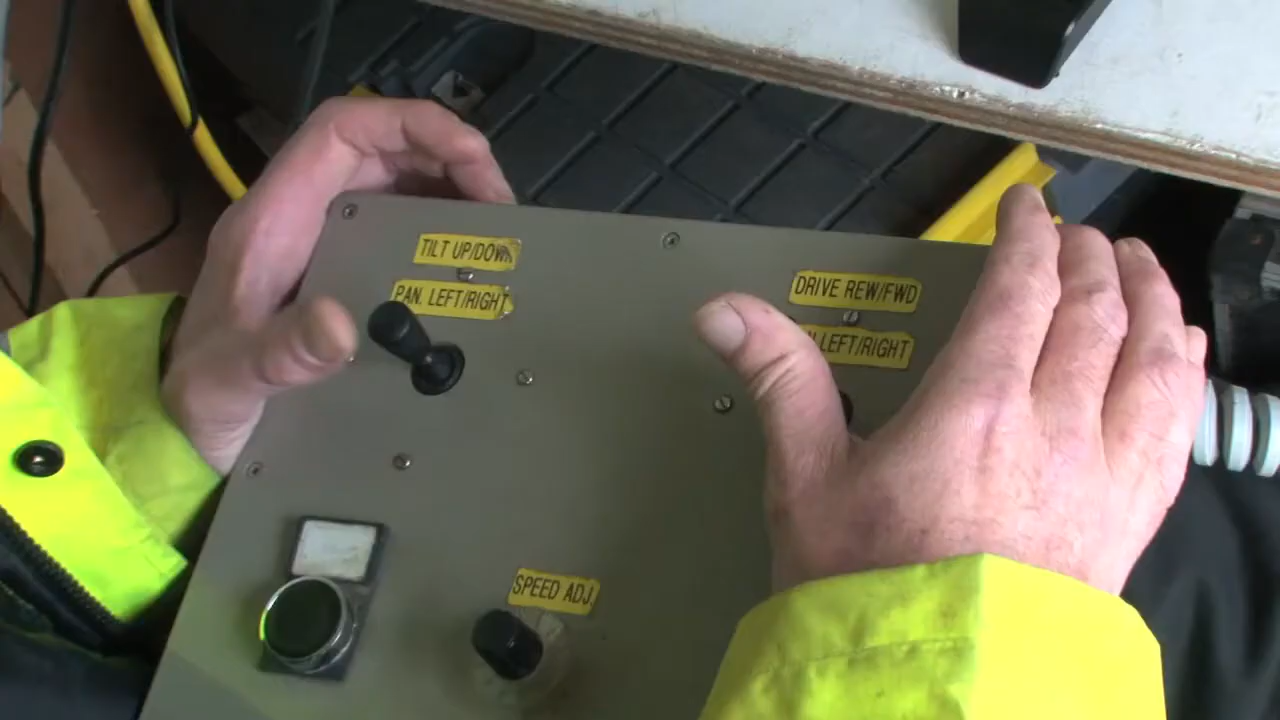 TILT UP/DOWN
PAN. LEFT/RIGHT
DRIVE REW/FWD
LEFT/RIGHT
SPEED ADJ.